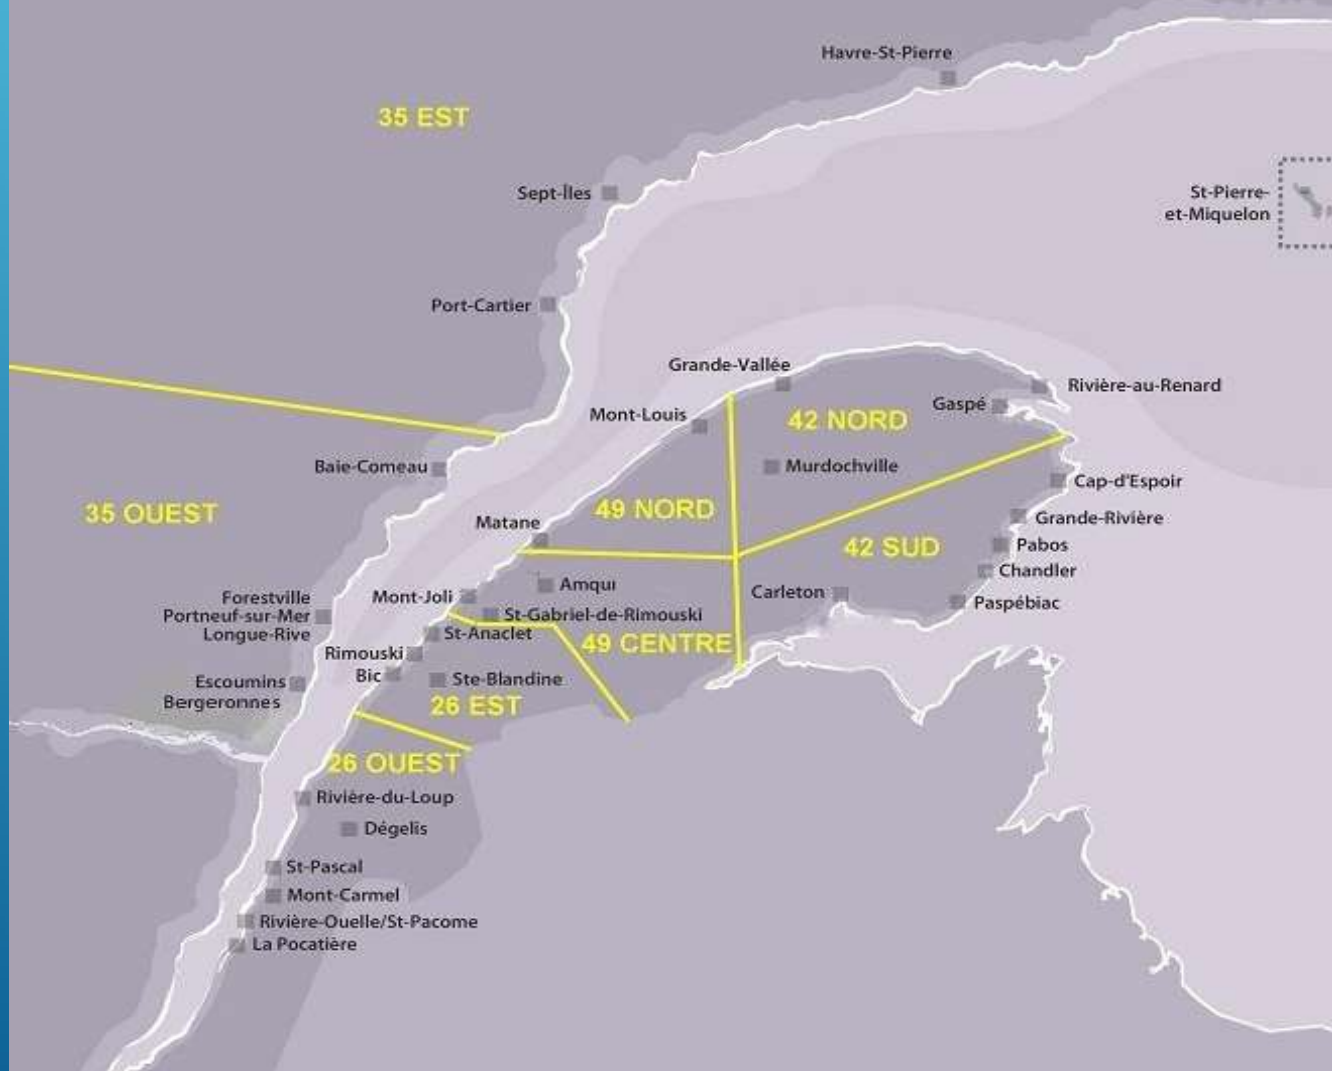 Havre-St-Pierre
35 EST
Sept-Îles
St-Pierre-
et-Miquelon
Port-Cartier
Grande-Vallée
Rivière-au-Renard
Gaspé
Mont-Louis
42 NORD
Baie-Comeau
Murdochville
Cap-d'Espoir
35 OUEST
49 NORD
Grande-Rivière
Matane
42 SUD
Pabos
Chandler
Amqui
Carleton
Mont-Joli
Paspébiac
Forestville
Portneuf-sur-Mer
Longue-Rive
St-Gabriel-de-Rimouski
St-Anaclet
49 CENTRE
Rimouski
Bic
Ste-Blandine
Escoumins
Bergeronnes
26 EST
26 OUEST
Rivière-du-Loup
Dégelis
St-Pascal
Mont-Carmel
Rivière-Ouelle/St-Pacome
La Pocatière